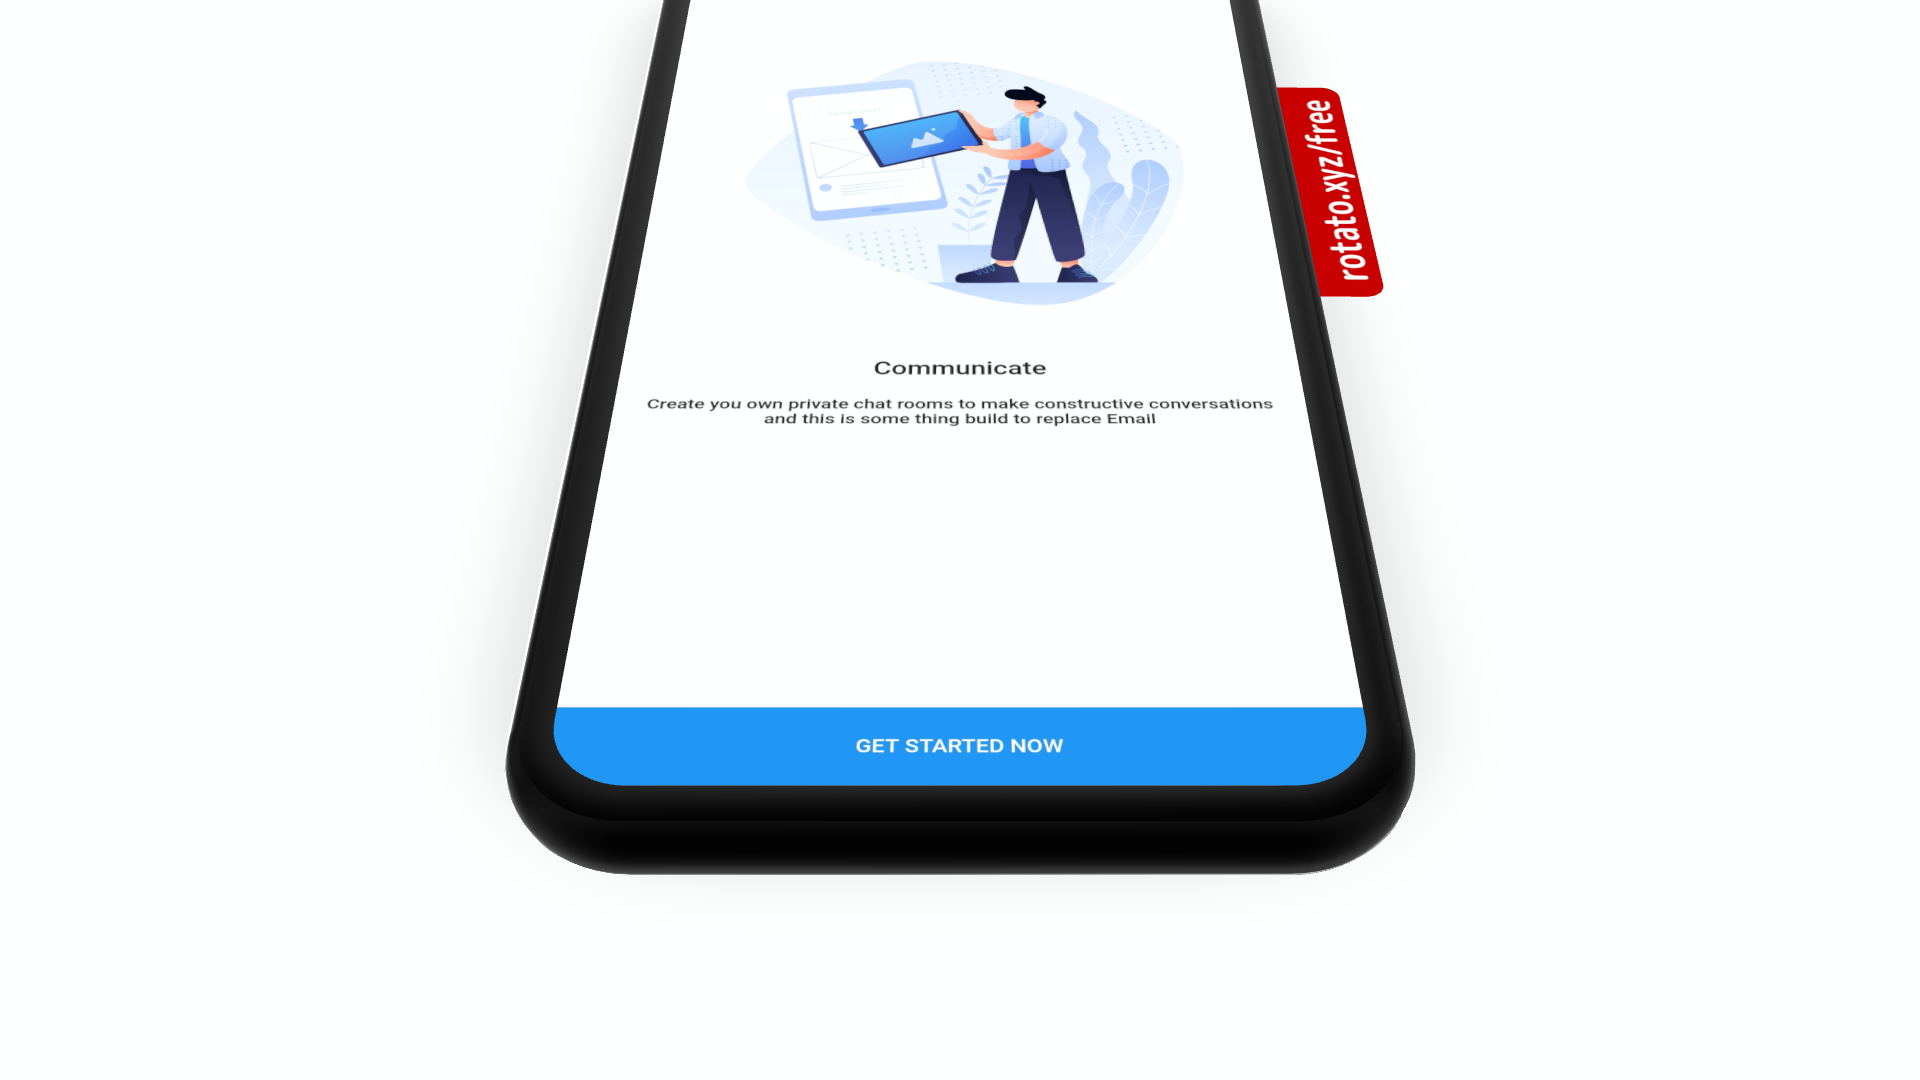 Communicate
Create you own private chat rooms to make constructive conversations
and this is some thing build to replace Email
GET STARTED NOW
rotato.xyz/free